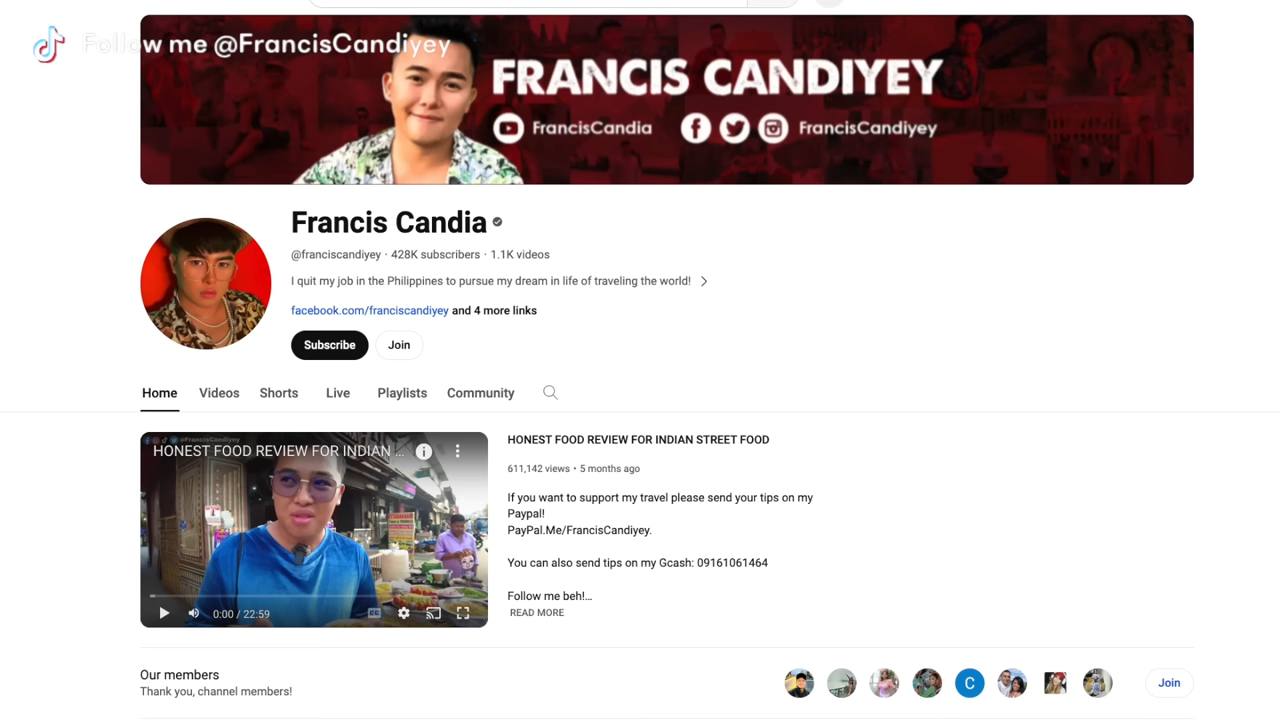 Follow me @FrancisCandiyey
FRANCIS CANDIYEY
FrancisCandia FrancisCandiyey
Francis Candia
@franciscandiyey · 428K subscribers · 1.1K videos
I quit my job in the Philippines to pursue my dream in life of traveling the world!
facebook.com/franciscandiyey and 4 more links
Subscribe Join
Home Videos Shorts Live Playlists Community
@FrancisCandiyey
HONEST FOOD REVIEW FOR INDIAN ...
0:00 / 22:59
CC
HONEST FOOD REVIEW FOR INDIAN STREET FOOD
611,142 views • 5 months ago
If you want to support my travel please send your tips on my
Paypal!
PayPal.Me/FrancisCandiyey.
You can also send tips on my Gcash: 09161061464
Follow me beh!...
READ MORE
Our members
Thank you, channel members!
C
Join